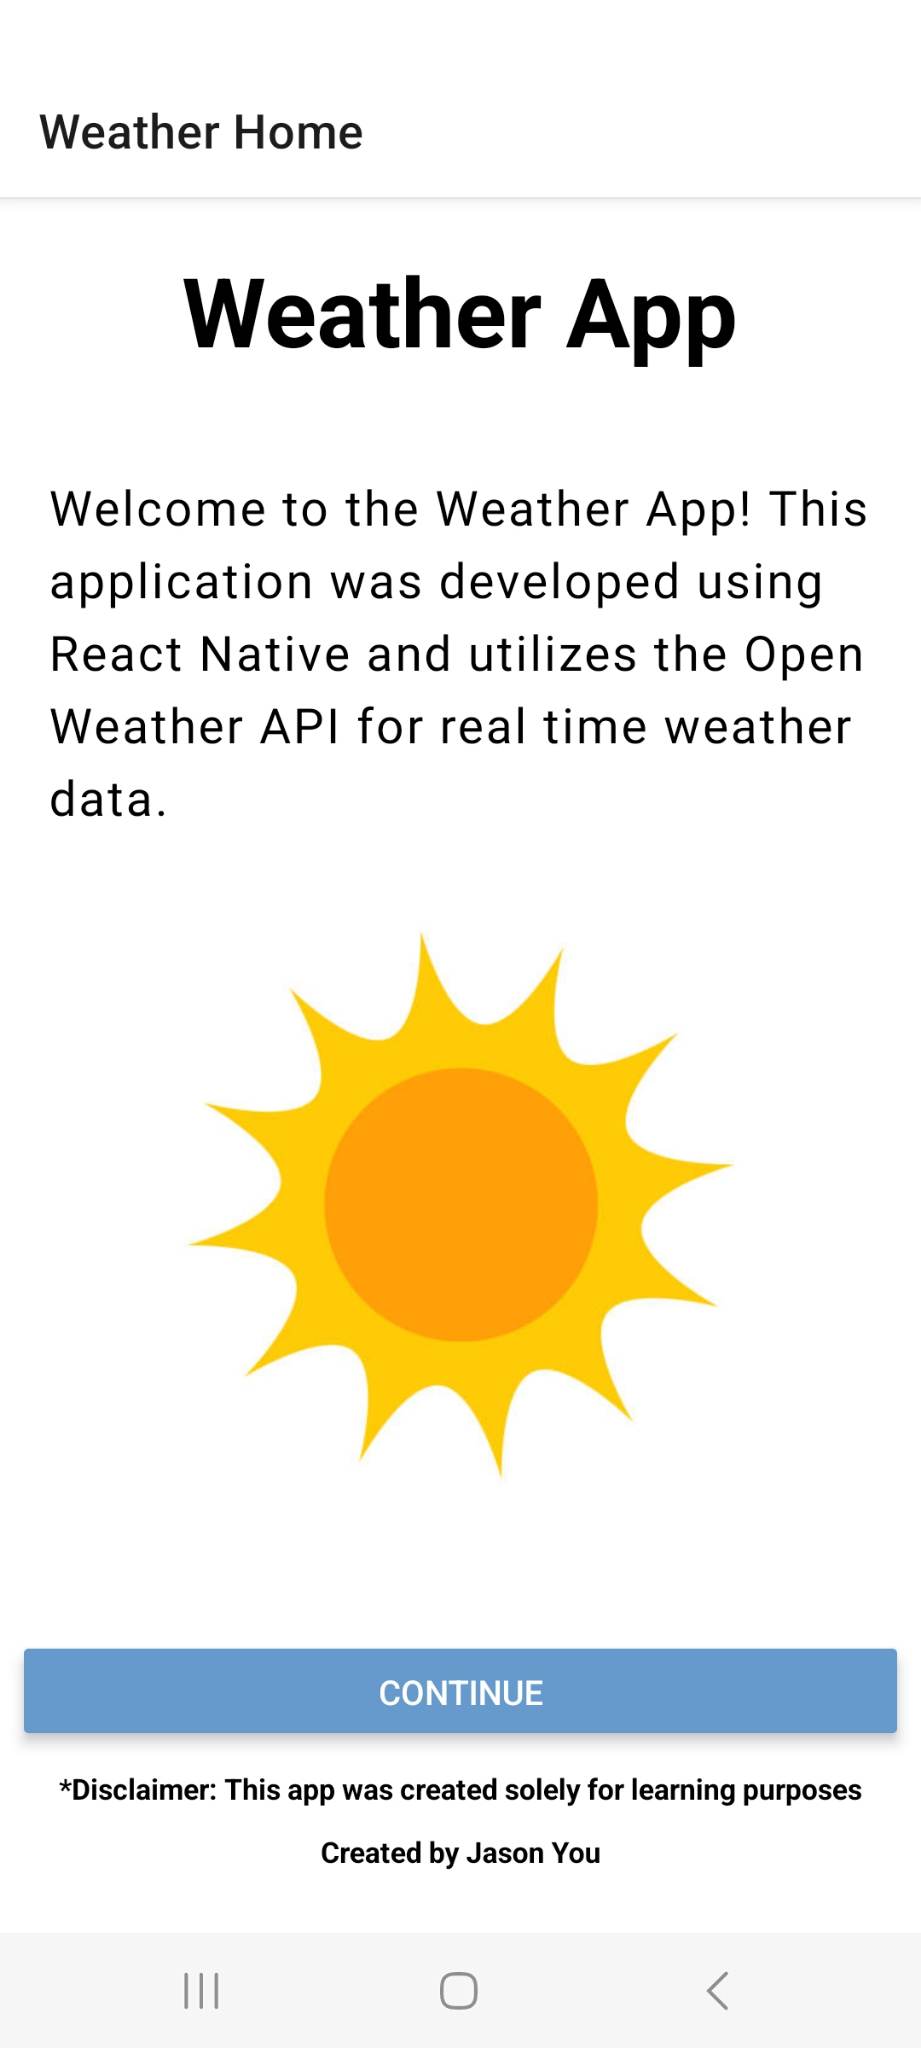 Weather Home
Weather App
Welcome to the Weather App! This
application was developed using
React Native and utilizes the Open
Weather API for real time weather
data.
CONTINUE
*Disclaimer: This app was created solely for learning purposes
Created by Jason You